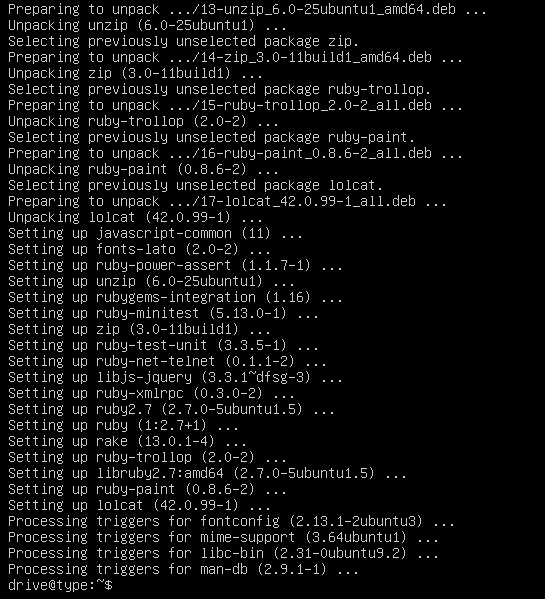 Preparing to unpack .../13-unzip_6.0-25ubuntu1_amd64.deb ...
Unpacking unzip (6.0-25ubuntu1) ...
Selecting previously unselected package zip.
Preparing to unpack .../14-zip_3.0-11build1_amd64.deb ...
Unpacking zip (3.0-11build1) ...
Selecting previously unselected package ruby-trollop.
Preparing to unpack .../15-ruby-trollop_2.0-2_all.deb ...
Unpacking ruby-trollop (2.0-2) ...
Selecting previously unselected package ruby-paint.
Preparing to unpack .../16-ruby-paint_0.8.6-2_all.deb ...
Unpacking ruby-paint (0.8.6-2) ...
Selecting previously unselected package lolcat.
Preparing to unpack .../17-lolcat_42.0.99-1_all.deb ...
Unpacking lolcat (42.0.99-1) ...
Setting up javascript-common (11) ...
Setting up fonts-lato (2.0-2) ...
Setting up ruby-power-assert (1.1.7-1) ...
Setting up unzip (6.0-25ubuntu1) ...
Setting up rubygems-integration (1.16) ...
Setting up ruby-minitest (5.13.0-1) ...
Setting up zip (3.0-11build1) ...
Setting up ruby-test-unit (3.3.5-1) ...
Setting up ruby-net-telnet (0.1.1-2) ...
Setting up libjs-jquery (3.3.1~dfsg-3) ...
Setting up ruby-xmlrpc (0.3.0-2) ...
Setting up ruby2.7 (2.7.0-5ubuntu1.5) ...
Setting up ruby (1:2.7+1) ...
Setting up rake (13.0.1-4) ...
Setting up ruby-trollop (2.0-2) ...
Setting up libruby2.7:amd64 (2.7.0-5ubuntu1.5) ...
Setting up ruby-paint (0.8.6-2) ...
Setting up lolcat (42.0.99-1) ...
Processing triggers for fontconfig (2.13.1-2ubuntu3) ...
Processing triggers for mime-support (3.64ubuntu1) ...
Processing triggers for libc-bin (2.31-0ubuntu9.2) ...
Processing triggers for man-db (2.9.1-1) ...
drive@type:~$